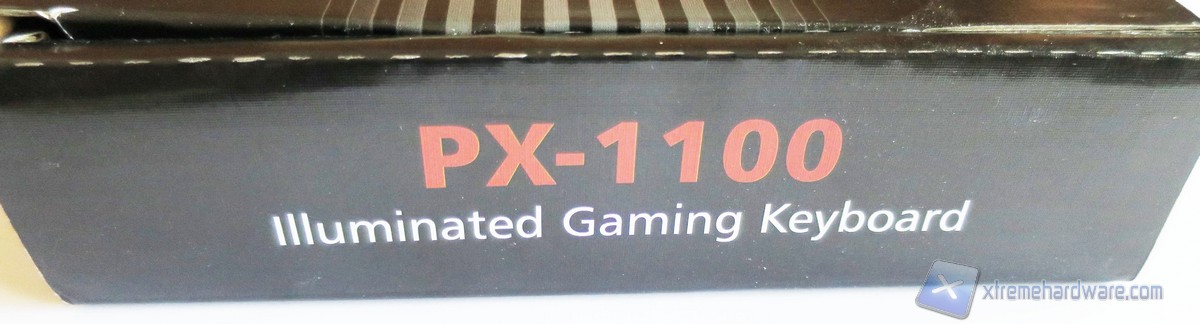 PX-1100
Illuminated Gaming Keyboard
xtremehardware.com